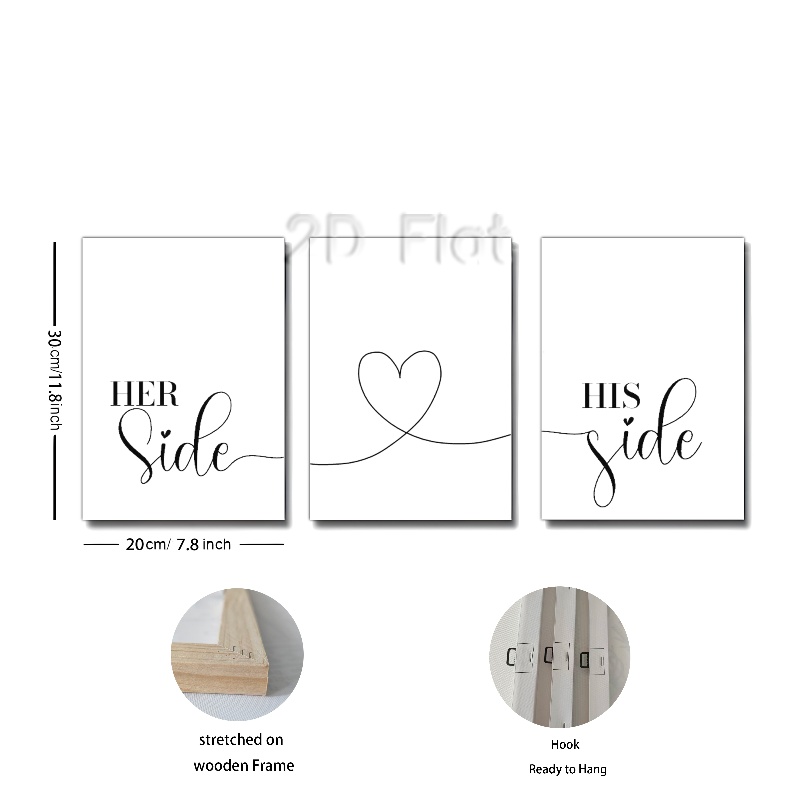 2D Flat
HER
Side
HIS
side
30cm/11.8inch
20cm/ 7.8 inch
stretched on
wooden Frame
Hook
Ready to Hang